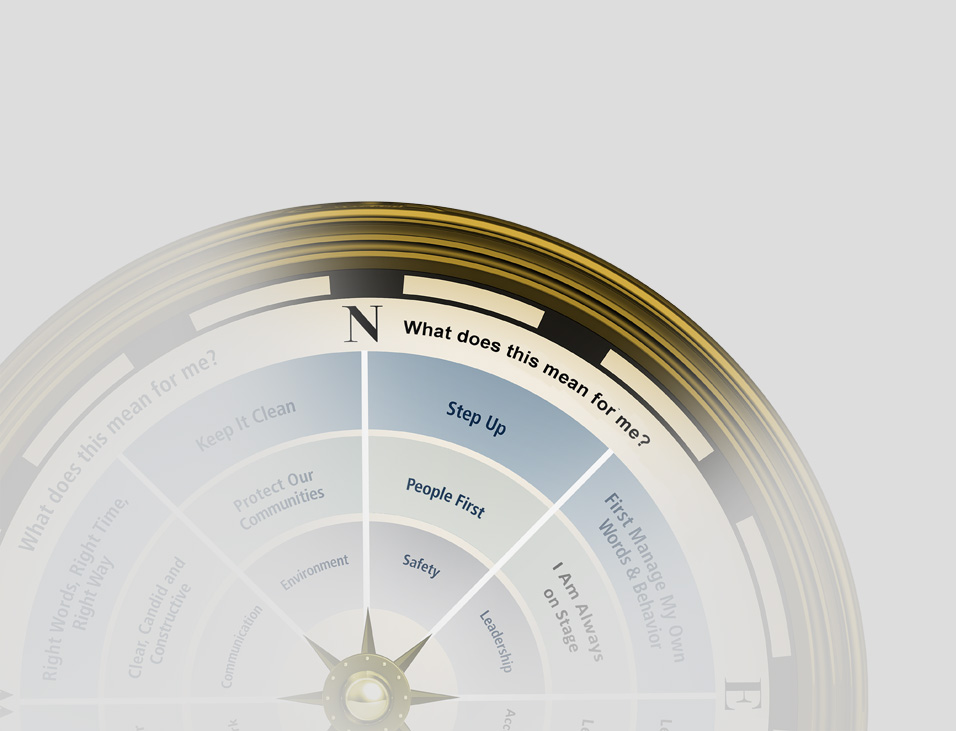 N
What does this mean for me?
Step Up
People First
Safety
What does this mean for me?
Keep It Clean
Protect Our
Communities
Environment
First Manage My Own
Words & Behavior
I Am Always
on Stage
Leadership
Right Words, Right Time,
Right Way
Clear, Candid and
Constructive
Communication
E